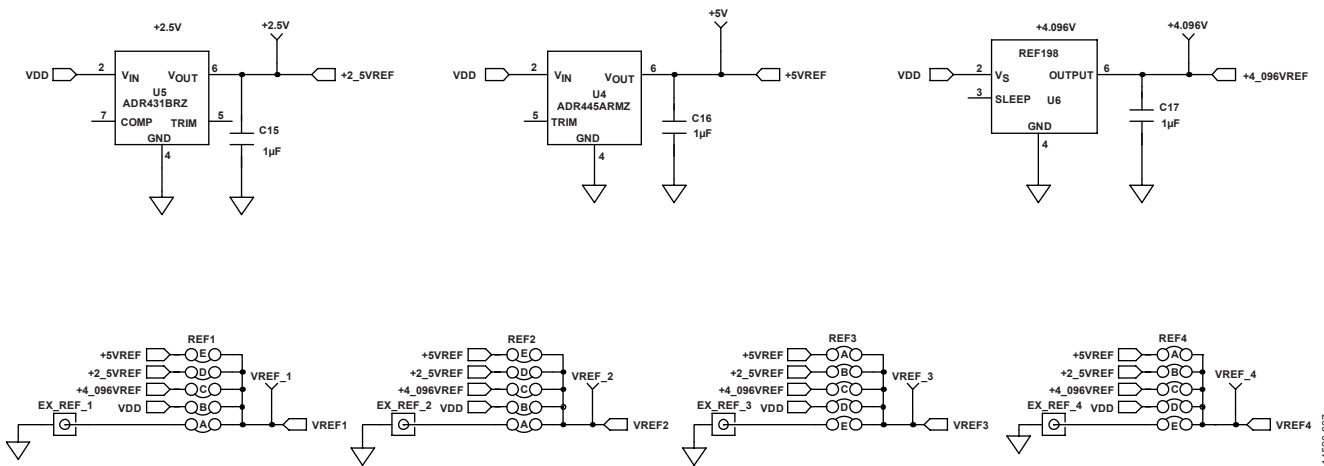 +2.5V
+2.5V
VDD
2
VIN
VOUT
6
+2_5VREF
U5
ADR431BRZ
7
COMP
TRIM
5
GND
4
C15
1µF
+5V
VDD
2
VIN
VOUT
6
+5VREF
U4
ADR445ARMZ
5
TRIM
GND
4
C16
1µF
+4.096V
+4.096V
REF198
VDD
2
VS
OUTPUT
6
+4_096VREF
3
SLEEP
U6
GND
4
C17
1µF
REF1
+5VREF
E
+2_5VREF
D
VREF_1
+4_096VREF
C
EX_REF_1
VDD
B
A
VREF1
REF2
+5VREF
E
+2_5VREF
D
VREF_2
+4_096VREF
C
EX_REF_2
VDD
B
A
VREF2
REF3
+5VREF
A
+2_5VREF
B
VREF_3
+4_096VREF
C
EX_REF_3
VDD
D
E
VREF3
REF4
+5VREF
A
+2_5VREF
B
VREF_4
+4_096VREF
C
EX_REF_4
VDD
D
E
VREF4